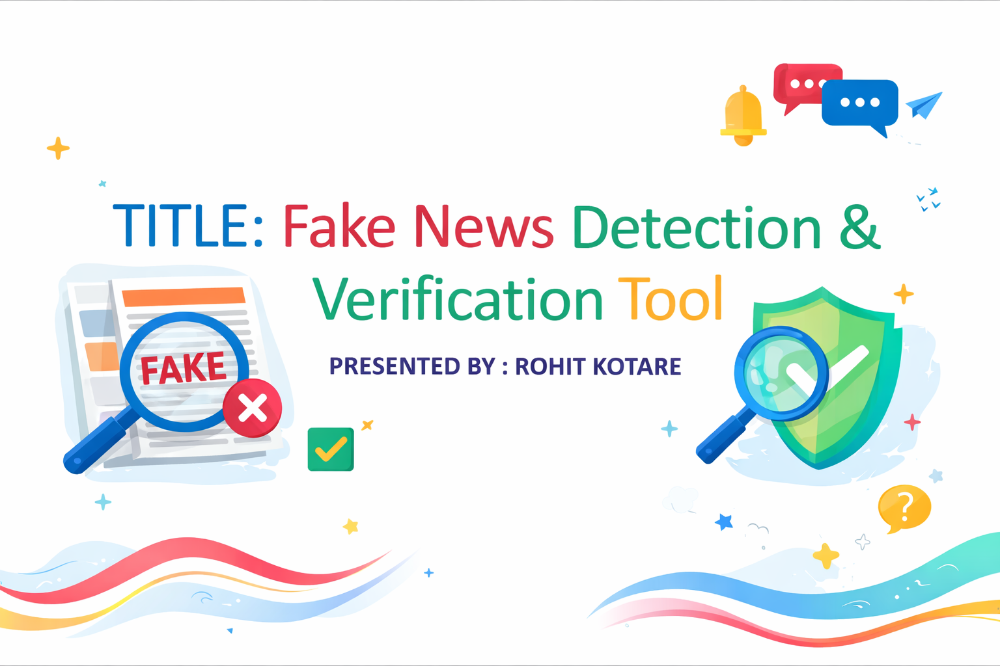 TITLE: Fake News Detection &
Verification Tool
PRESENTED BY : ROHIT KOTARE
FAKE
?